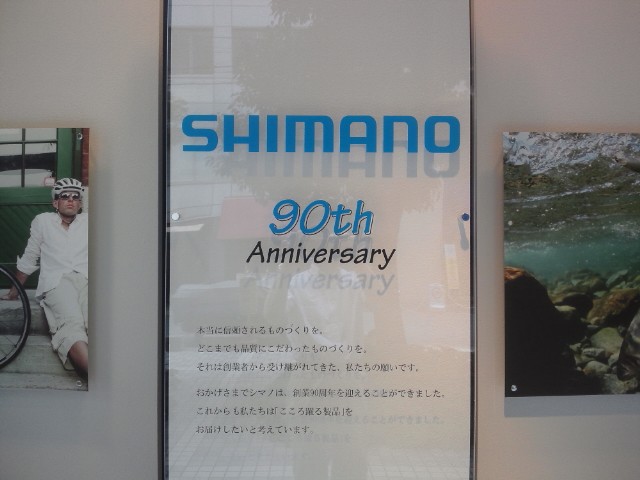 SHIMANO
90th
Anniversary
本当に信頼されるものづくりを。
どこまでも品質にこだわったものづくりを。
それは創業者から受け継がれてきた、私たちの願いです。
おかげさまでシマノは、創業90周年を迎えることができました。
これからも私たちは「こころ躍る製品」を
お届けしたいと考えています。